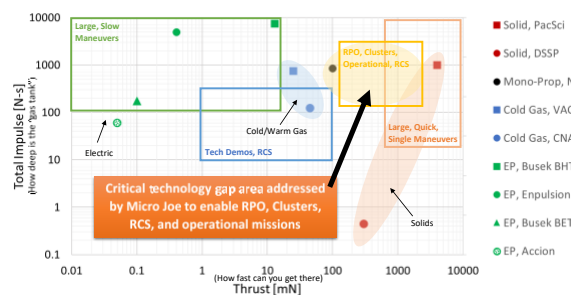 Large, Slow
Maneuvers
RPO, Clusters,
Operational, RCS
Cold/Warm Gas
Electric
Tech Demos, RCS
Large, Quick,
Single Maneuvers
Solids
Critical technology gap area addressed
by Micro Joe to enable RPO, Clusters,
RCS, and operational missions
Total Impulse [N-s]
(How deep is the "gas tank")
10000
1000
100
10
1
0.1
0.01
0.1
1
10
100
1000
10000
(How fast can you get there)
Thrust [mN]
Solid, PacSci
Solid, DSSP
Mono-Prop, N
Cold Gas, VAC
Cold Gas, CNA
EP, Busek BHT
EP, Enpulsion
EP, Busek BET
EP, Accion